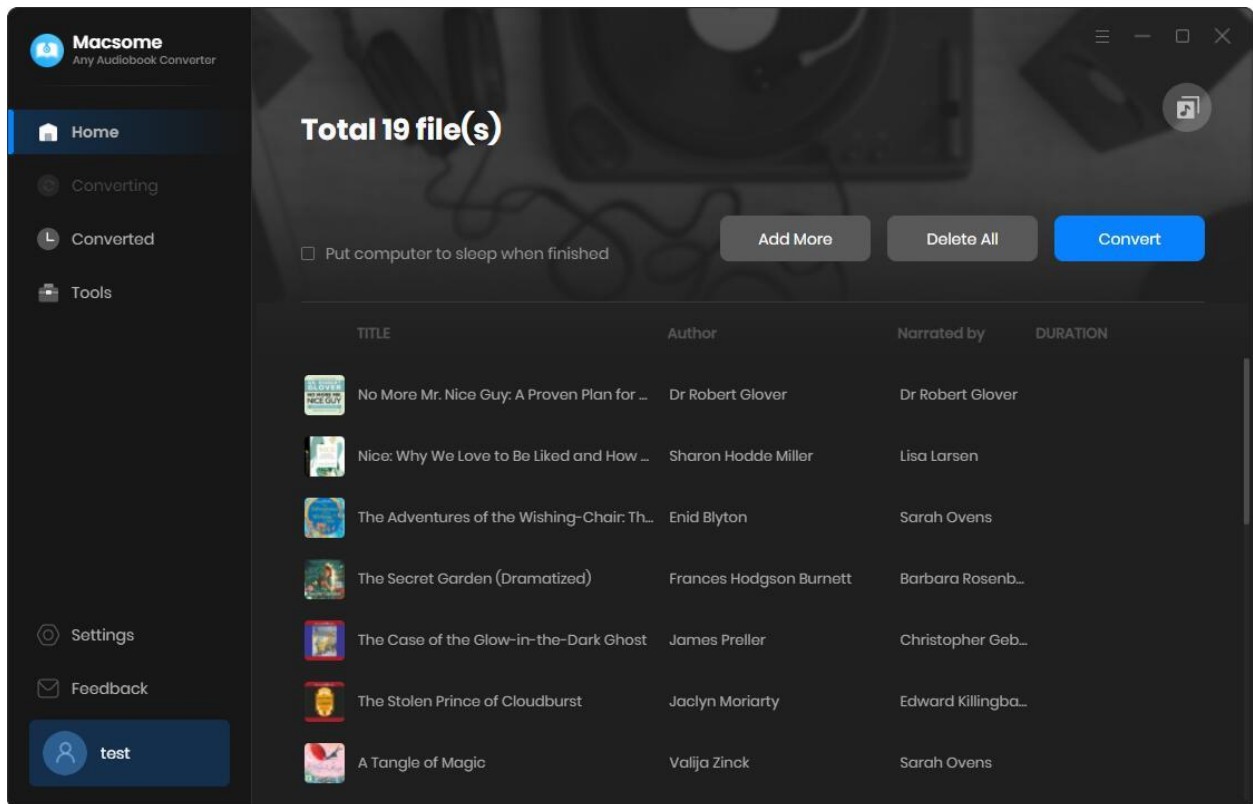 Macsome
Any Audiobook Converter
Home
Converting
Converted
Tools
Settings
Feedback
test
Total 19 file(s)
Put computer to sleep when finished
Add More
Delete All
Convert
TITLE Author Narrated by DURATION
No More Mr. Nice Guy: A Proven Plan for ... Dr Robert Glover Dr Robert Glover
Nice: Why We Love to Be Liked and How ... Sharon Hodde Miller Lisa Larsen
The Adventures of the Wishing-Chair: Th... Enid Blyton Sarah Ovens
The Secret Garden (Dramatized) Frances Hodgson Burnett Barbara Rosenb...
The Case of the Glow-in-the-Dark Ghost James Preller Christopher Geb...
The Stolen Prince of Cloudburst Jaclyn Moriarty Edward Killingba...
A Tangle of Magic Valija Zinck Sarah Ovens